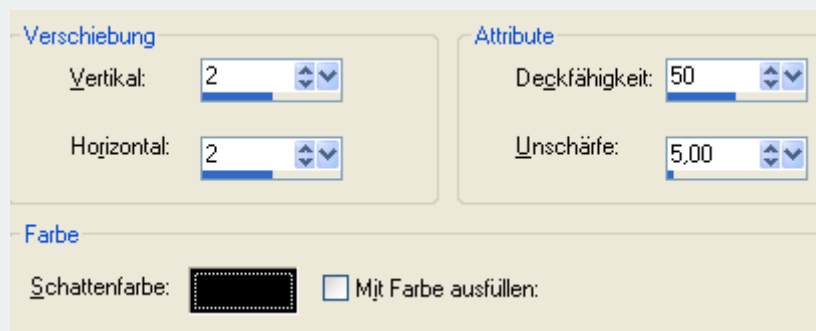 Verschiebung
Vertikal: 2
Horizontal: 2
Attribute
Deckfähigkeit: 50
Unschärfe: 5,00
Farbe
Schattenfarbe:
Mit Farbe ausfüllen: